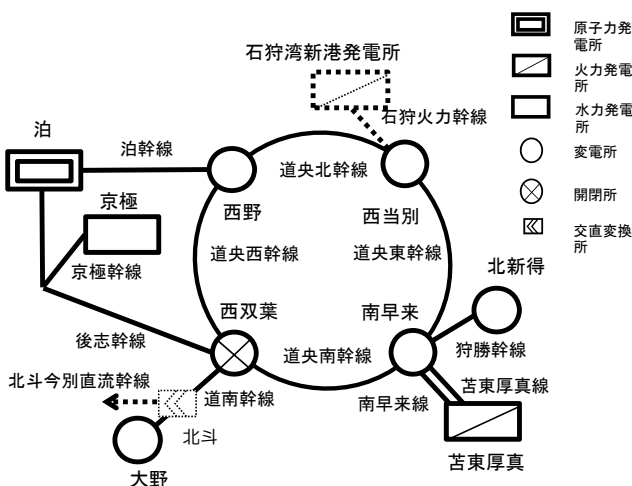 石狩湾新港発電所
石狩火力幹線
泊
泊幹線
道央北幹線
京極
西野
西当別
京極幹線
道央西幹線
道央東幹線
北新得
西双葉
南早来
後志幹線
道央南幹線
狩勝幹線
北斗今別直流幹線
道南幹線
南早来線
苫東厚真線
北斗
大野
苫東厚真
原子力発
電所
火力発電
所
水力発電
所
変電所
開閉所
交直変換
所